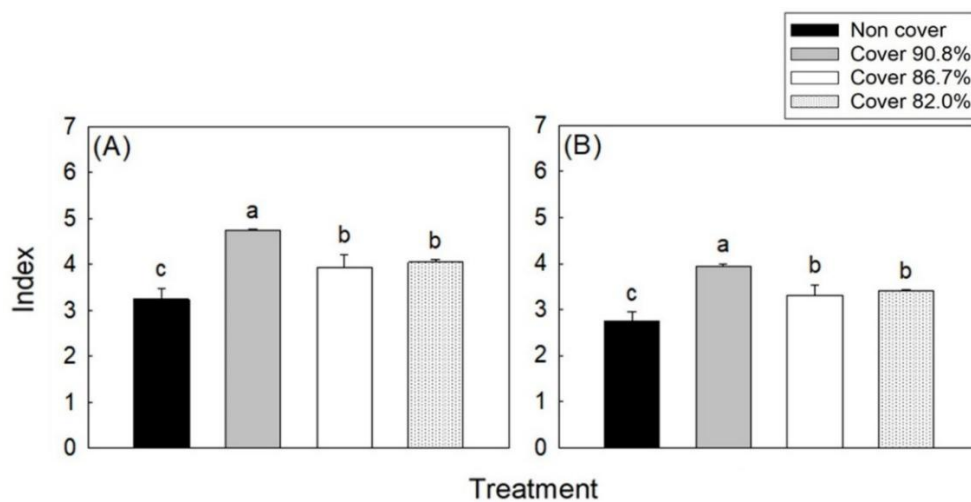 Non cover
Cover 90.8%
Cover 86.7%
Cover 82.0%
(A)
7
6
5
4
3
2
1
0
c
a
b
b
(B)
7
6
5
4
3
2
1
0
c
a
b
b
Index
Treatment